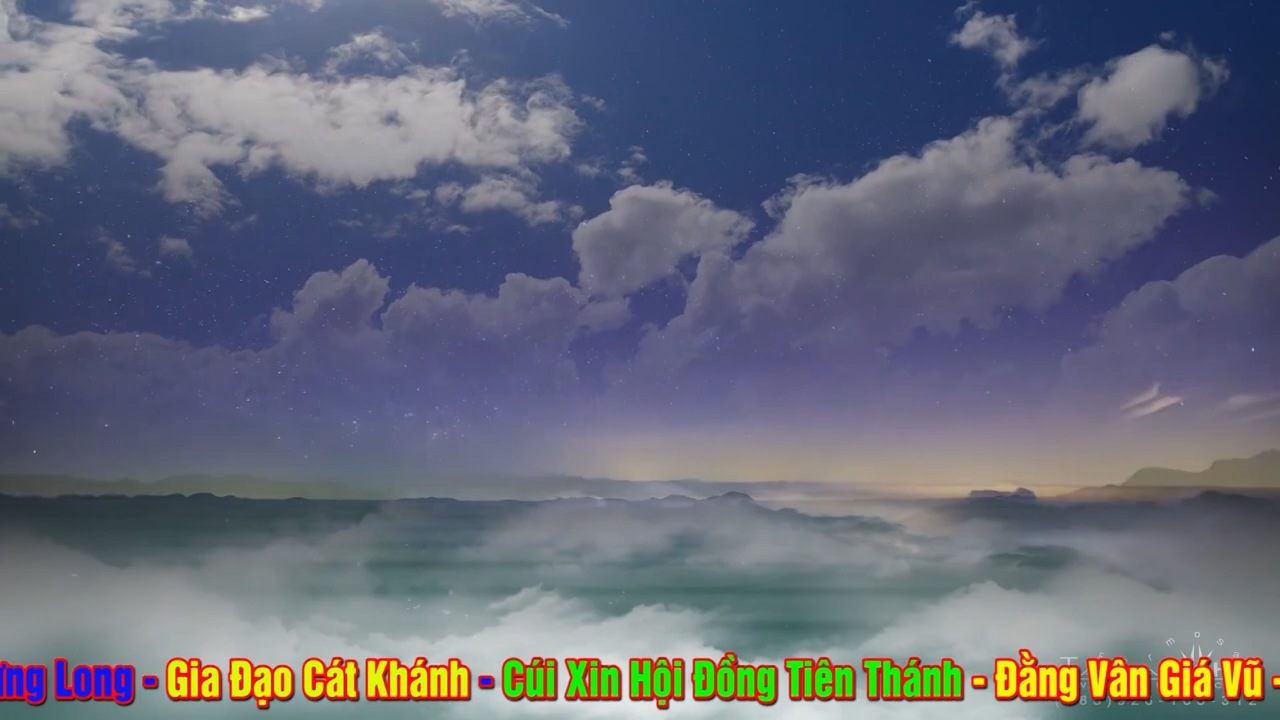 Long - Gia Đạo Cát Khánh - Cúi Xin Hội Đồng Tiên Thánh - Đằng Vân Giá Vũ -